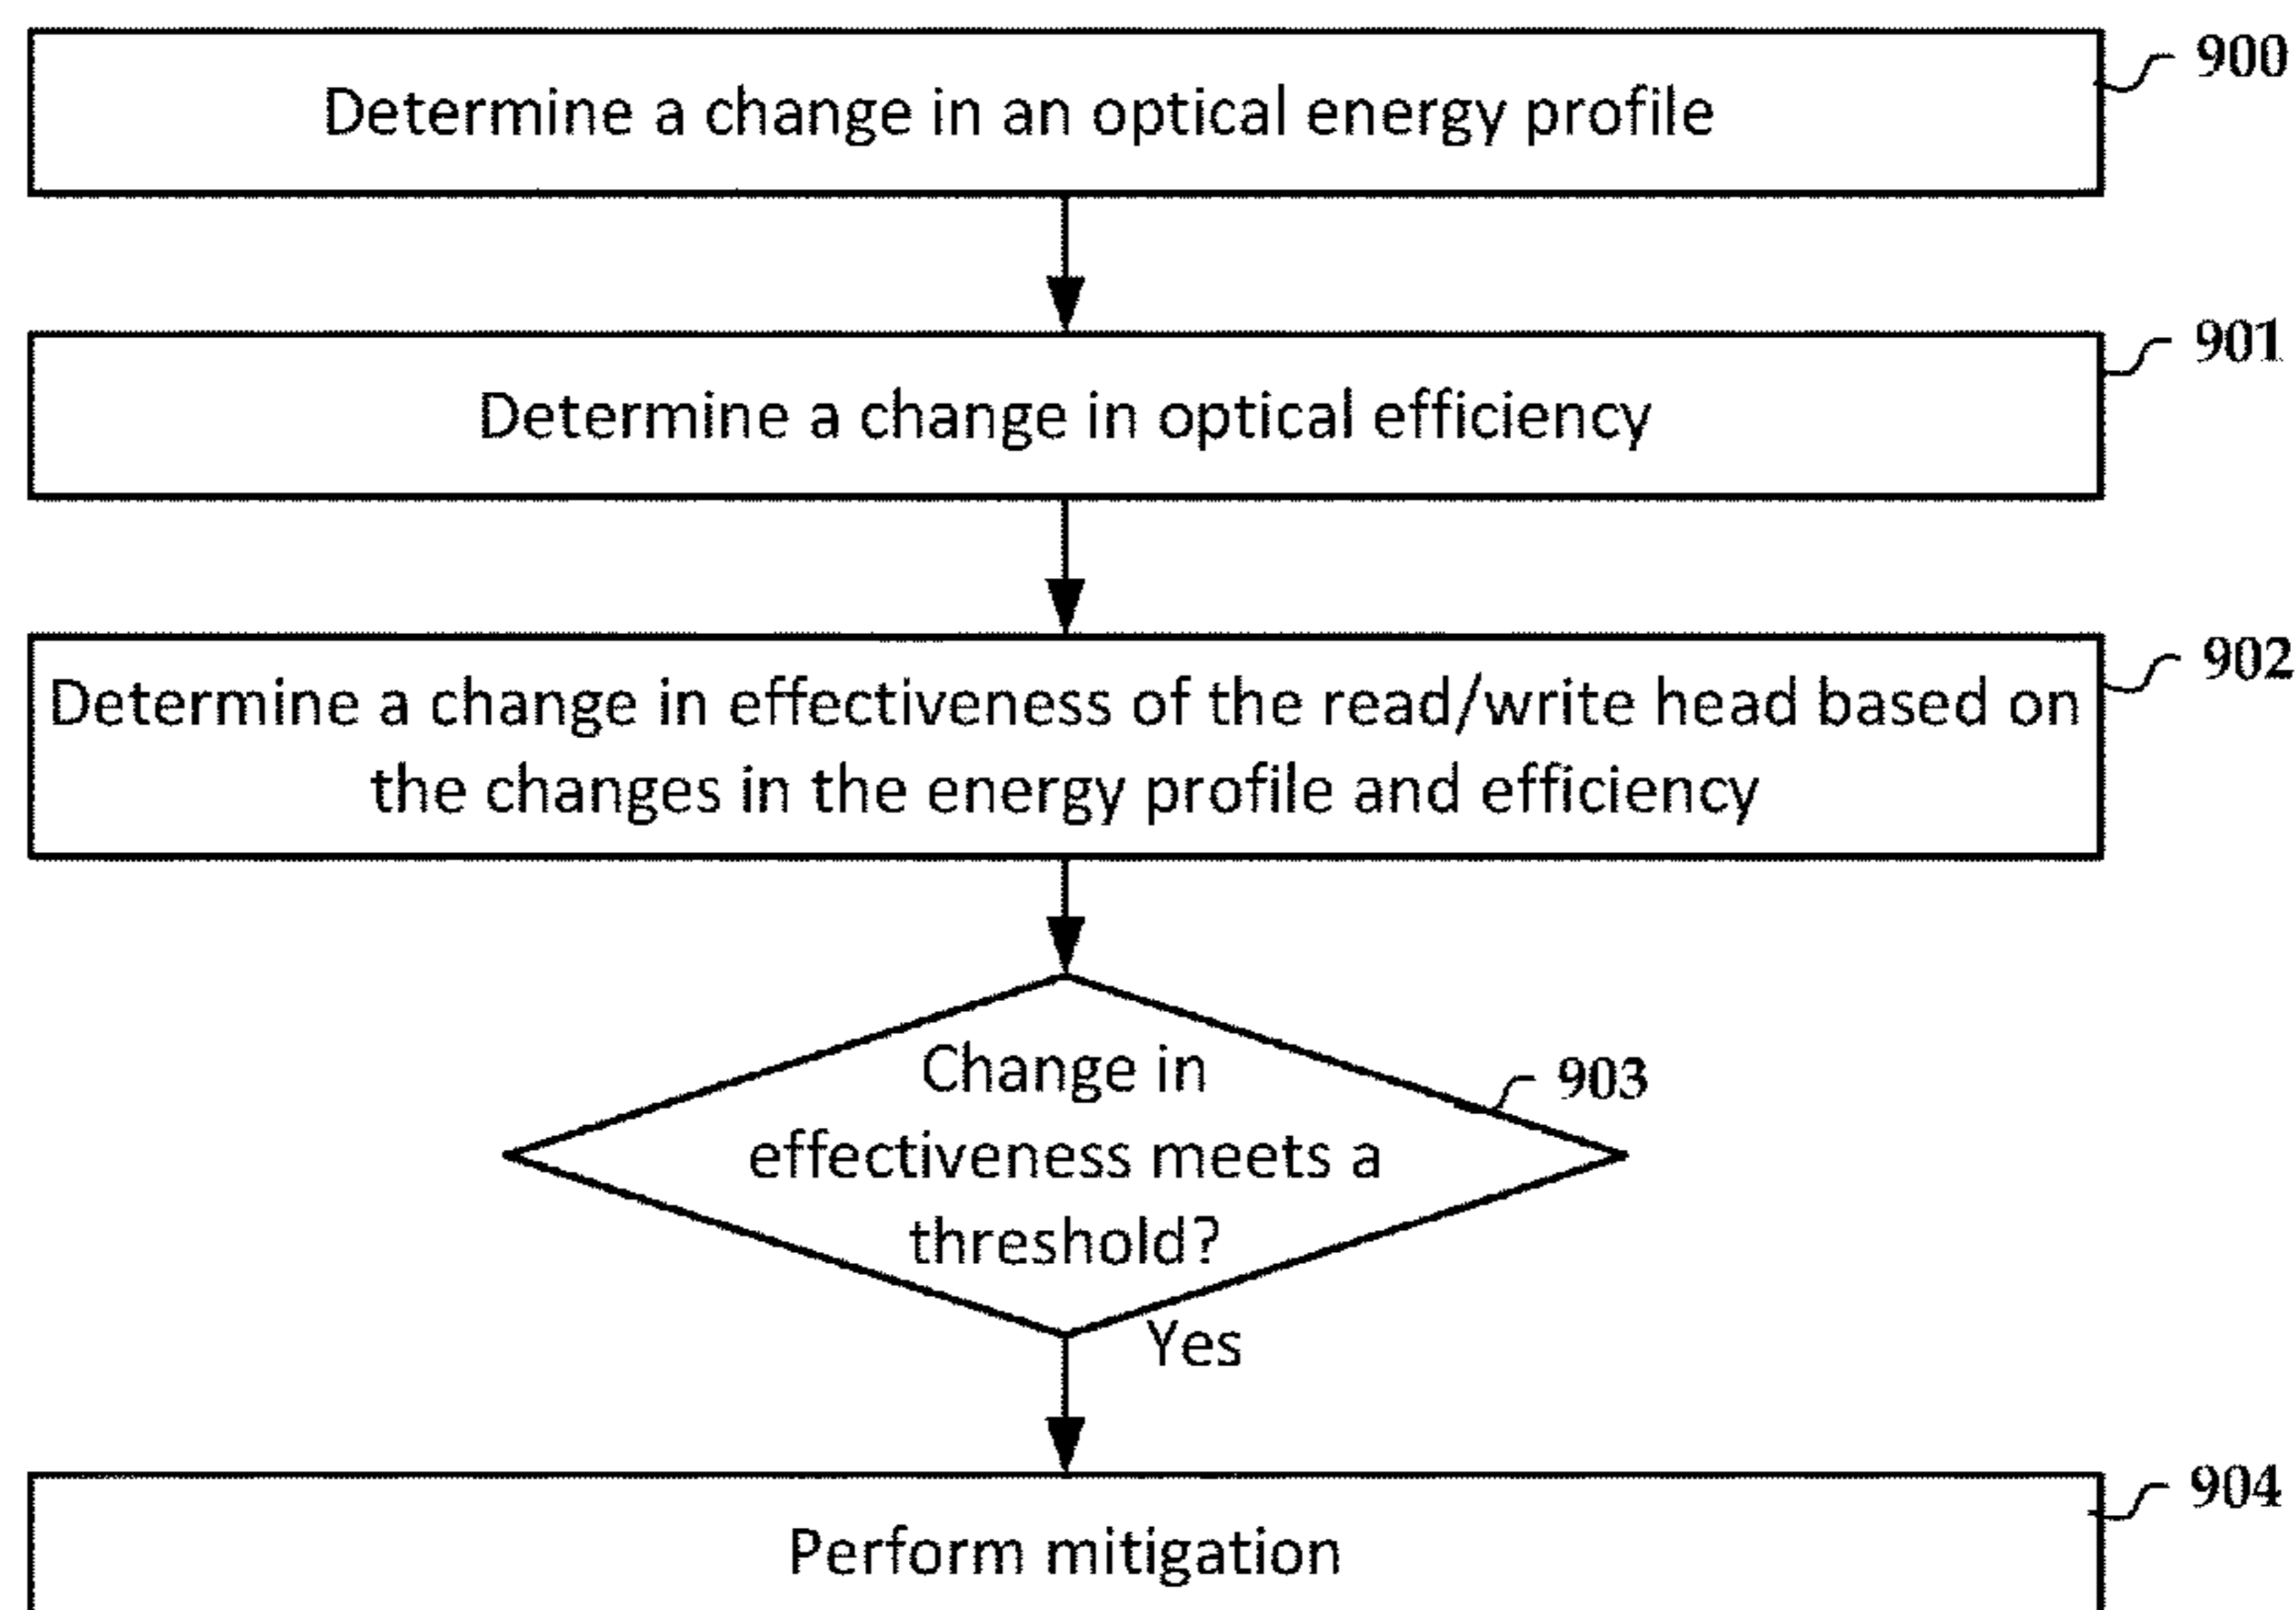 Determine a change in an optical energy profile
900
Determine a change in optical efficiency
901
Determine a change in effectiveness of the read/write head based on
the changes in the energy profile and efficiency
902
Change in
effectiveness meets a
threshold?
903
Yes
Perform mitigation
904